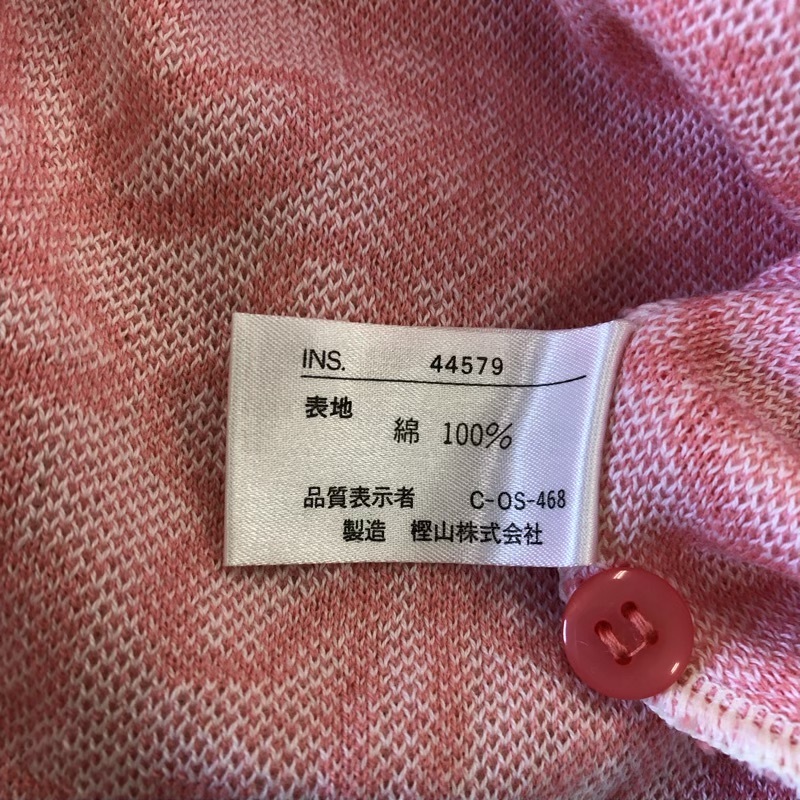 INS. 44579
表地
綿 100%
品質表示者 C-OS-468
製造 樫山株式会社